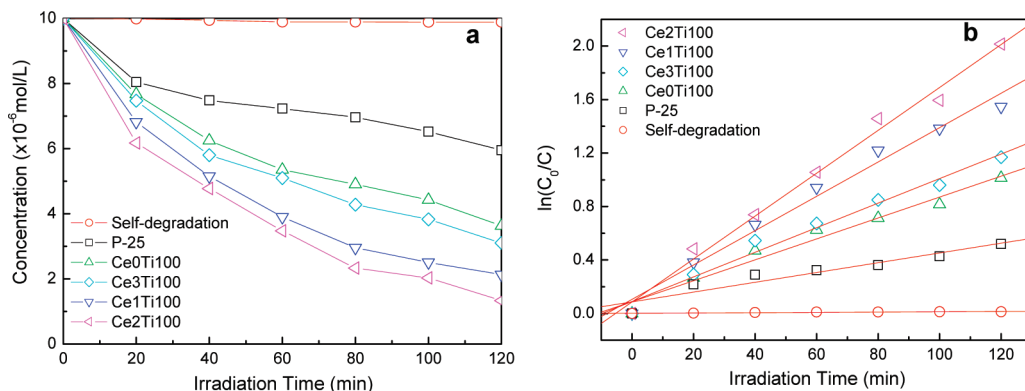 a
Concentration (x10⁻⁶mol/L)
10
8
6
4
2
0
Self-degradation
P-25
Ce0Ti100
Ce3Ti100
Ce1Ti100
Ce2Ti100
0 20 40 60 80 100 120
Irradiation Time (min)
b
ln(C₀/C)
2.0
1.6
1.2
0.8
0.4
0.0
Ce2Ti100
Ce1Ti100
Ce3Ti100
Ce0Ti100
P-25
Self-degradation
0 20 40 60 80 100 120
Irradiation Time (min)